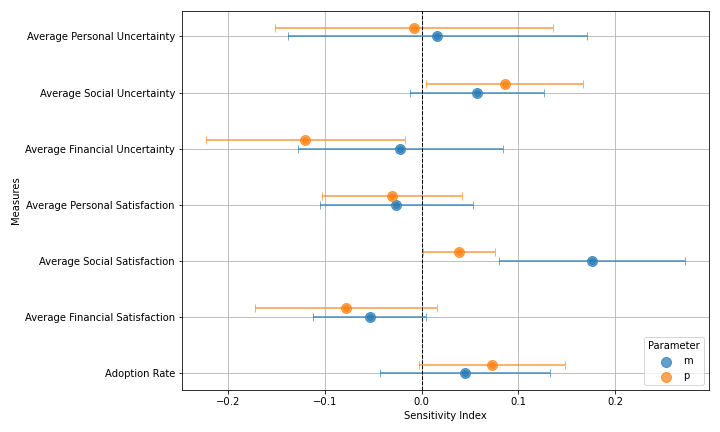 Average Personal Uncertainty
Average Social Uncertainty
Average Financial Uncertainty
Average Personal Satisfaction
Average Social Satisfaction
Average Financial Satisfaction
Adoption Rate
Measures
−0.2 −0.1 0.0 0.1 0.2
Sensitivity Index
Parameter
m
p